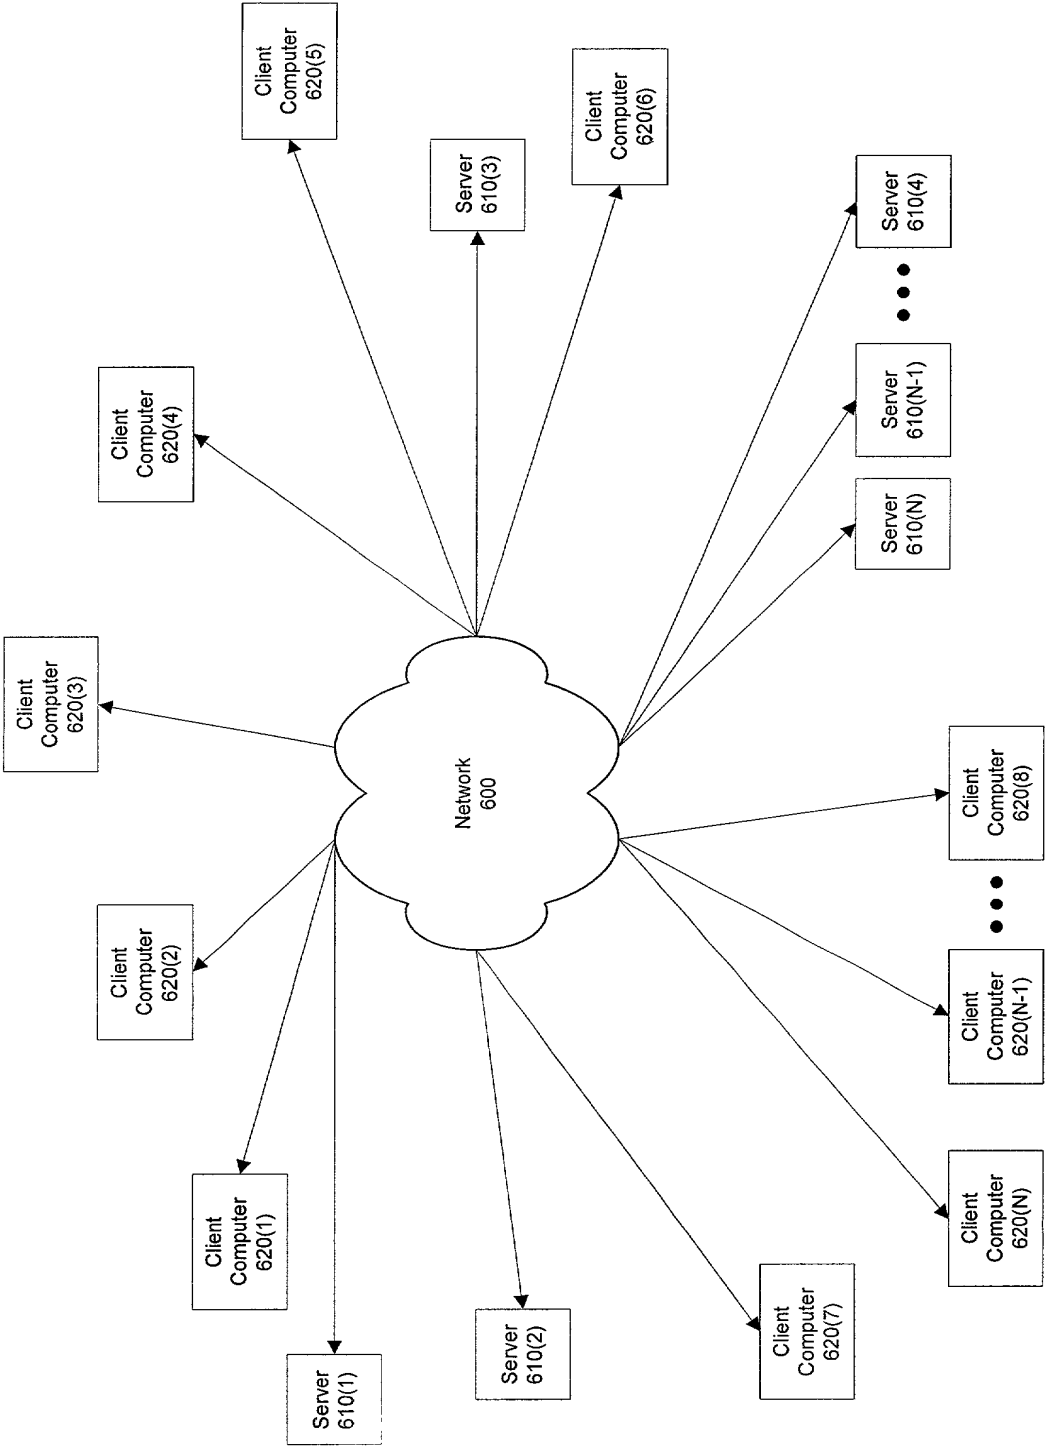 Client
Computer
620(3)
Client
Computer
620(2)
Client
Computer
620(4)
Client
Computer
620(1)
Client
Computer
620(5)
Server
610(1)
Network
600
Server
610(3)
Server
610(2)
Client
Computer
620(6)
Client
Computer
620(7)
Server
610(N)
Server
610(N-1)
Server
610(4)
Client
Computer
620(N)
Client
Computer
620(N-1)
Client
Computer
620(8)